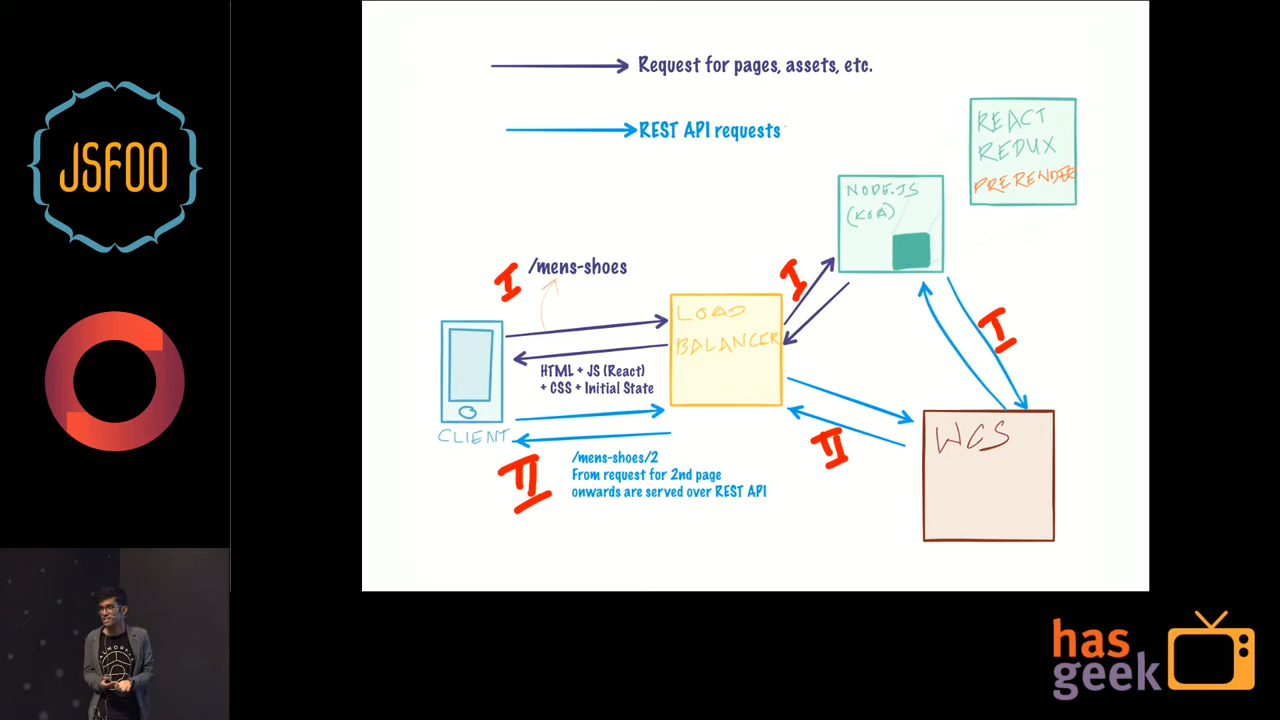 JSFOO
Request for pages, assets, etc.
REST API requests
REACT
REDUX
PRERENDER
NODE.JS
(KOA)
I
/mens-shoes
I
LOAD
BALANCER
I
HTML + JS (React)
+ CSS + Initial State
CLIENT
WCS
II
II
/mens-shoes/2
From request for 2nd page
onwards are served over REST API
has
geek